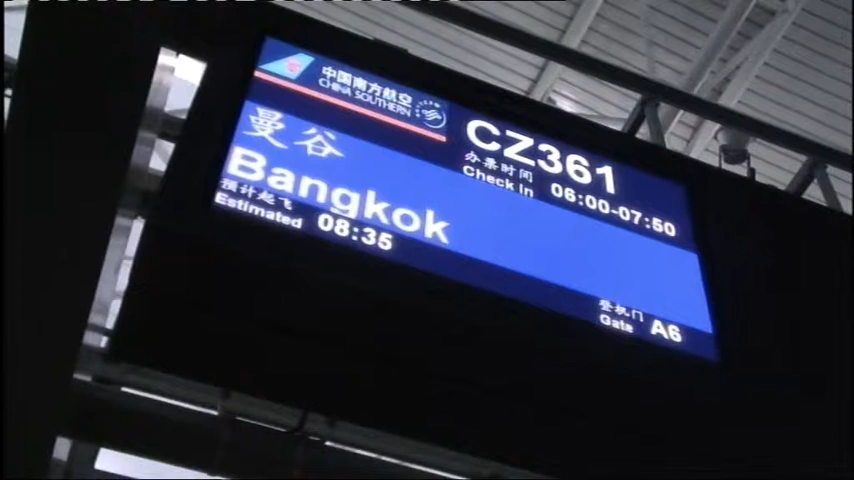 中国南方航空
CHINA SOUTHERN
CZ361
曼谷
办票时间
Check In 06:00-07:50
Bangkok
预计起飞
Estimated 08:35
登机门
Gate A6